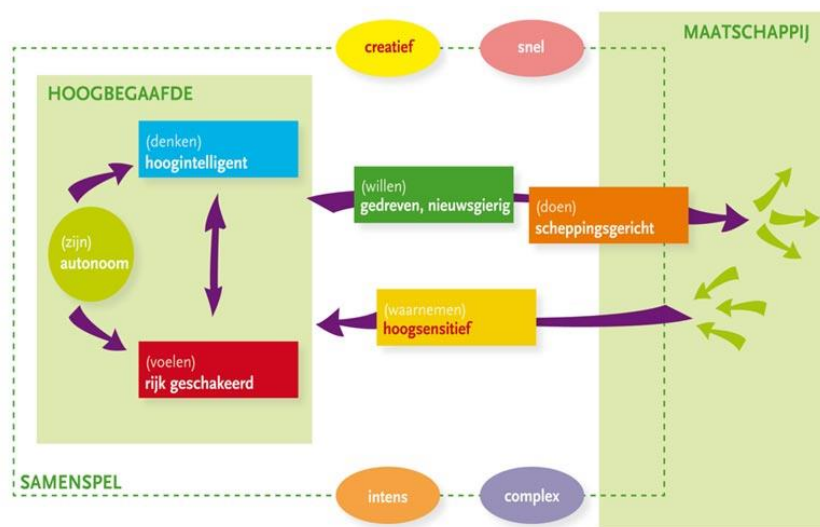 creatief
snel
MAATSCHAPPIJ
HOOGBEGAAFDE
(denken)
hoogintelligent
(willen)
gedreven, nieuwsgierig
(doen)
scheppingsgericht
(zijn)
autonoom
(waarnemen)
hoogsensitief
(voelen)
rijk geschakeerd
SAMENSPEL
intens
complex